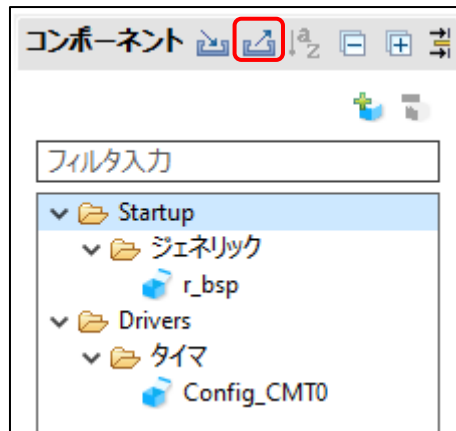 コンポーネント
フィルタ入力
Startup
ジェネリック
r_bsp
Drivers
タイマ
Config_CMT0